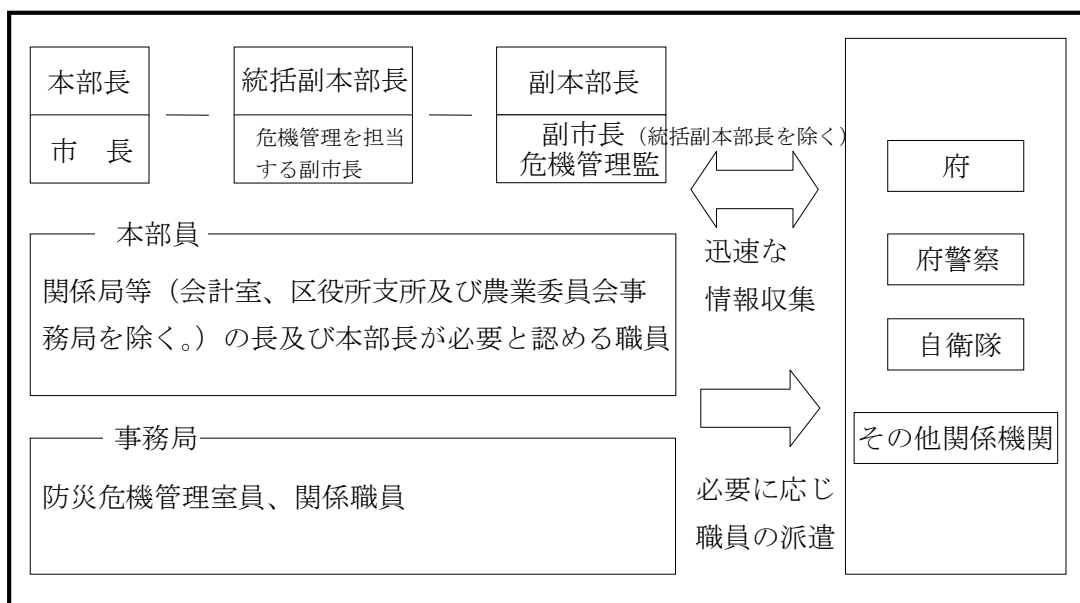 本部長
市　長
統括副本部長
危機管理を担当
する副市長
副本部長
副市長（統括副本部長を除く）
危機管理監
本部員
関係局等（会計室、区役所支所及び農業委員会事
務局を除く。）の長及び本部長が必要と認める職員
事務局
防災危機管理室員、関係職員
迅速な
情報収集
必要に応じ
職員の派遣
府
府警察
自衛隊
その他関係機関